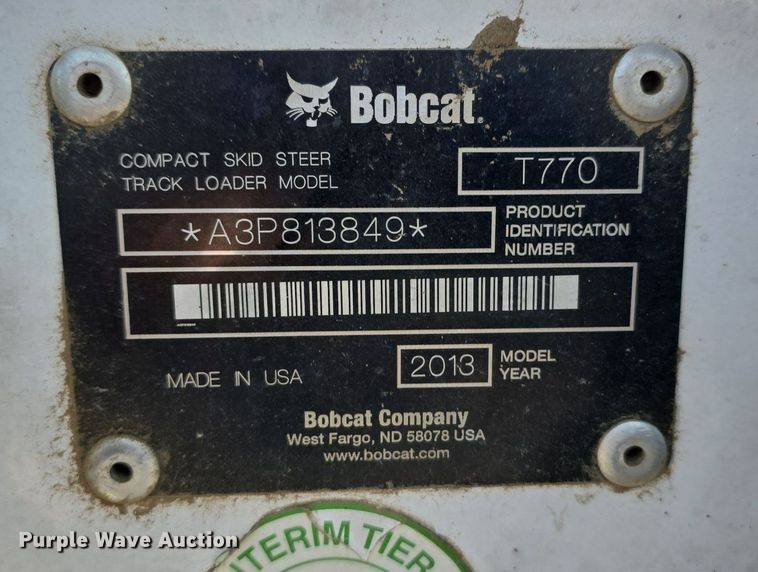 Bobcat.
COMPACT SKID STEER
TRACK LOADER MODEL
T770
*A3P813849*
PRODUCT
IDENTIFICATION
NUMBER
MADE IN USA
2013
MODEL
YEAR
Bobcat Company
West Fargo, ND 58078 USA
www.bobcat.com
INTERIM TIER
Purple Wave Auction